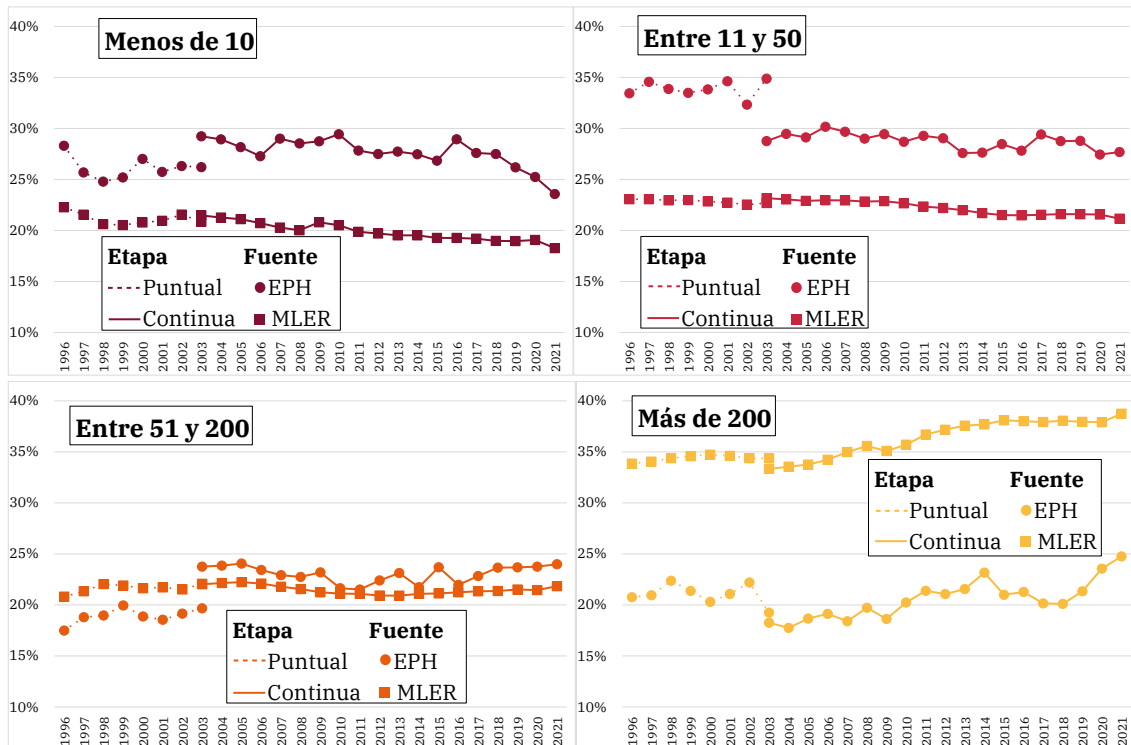 Menos de 10
40%
35%
30%
25%
20%
15%
10%
Etapa Fuente
Puntual EPH
Continua MLER
1996 1997 1998 1999 2000 2001 2002 2003 2004 2005 2006 2007 2008 2009 2010 2011 2012 2013 2014 2015 2016 2017 2018 2019 2020 2021
Entre 11 y 50
40%
35%
30%
25%
20%
15%
10%
Etapa Fuente
Puntual EPH
Continua MLER
1996 1997 1998 1999 2000 2001 2002 2003 2004 2005 2006 2007 2008 2009 2010 2011 2012 2013 2014 2015 2016 2017 2018 2019 2020 2021
Entre 51 y 200
40%
35%
30%
25%
20%
15%
10%
Etapa Fuente
Puntual EPH
Continua MLER
1996 1997 1998 1999 2000 2001 2002 2003 2004 2005 2006 2007 2008 2009 2010 2011 2012 2013 2014 2015 2016 2017 2018 2019 2020 2021
Más de 200
40%
35%
30%
25%
20%
15%
10%
Etapa Fuente
Puntual EPH
Continua MLER
1996 1997 1998 1999 2000 2001 2002 2003 2004 2005 2006 2007 2008 2009 2010 2011 2012 2013 2014 2015 2016 2017 2018 2019 2020 2021